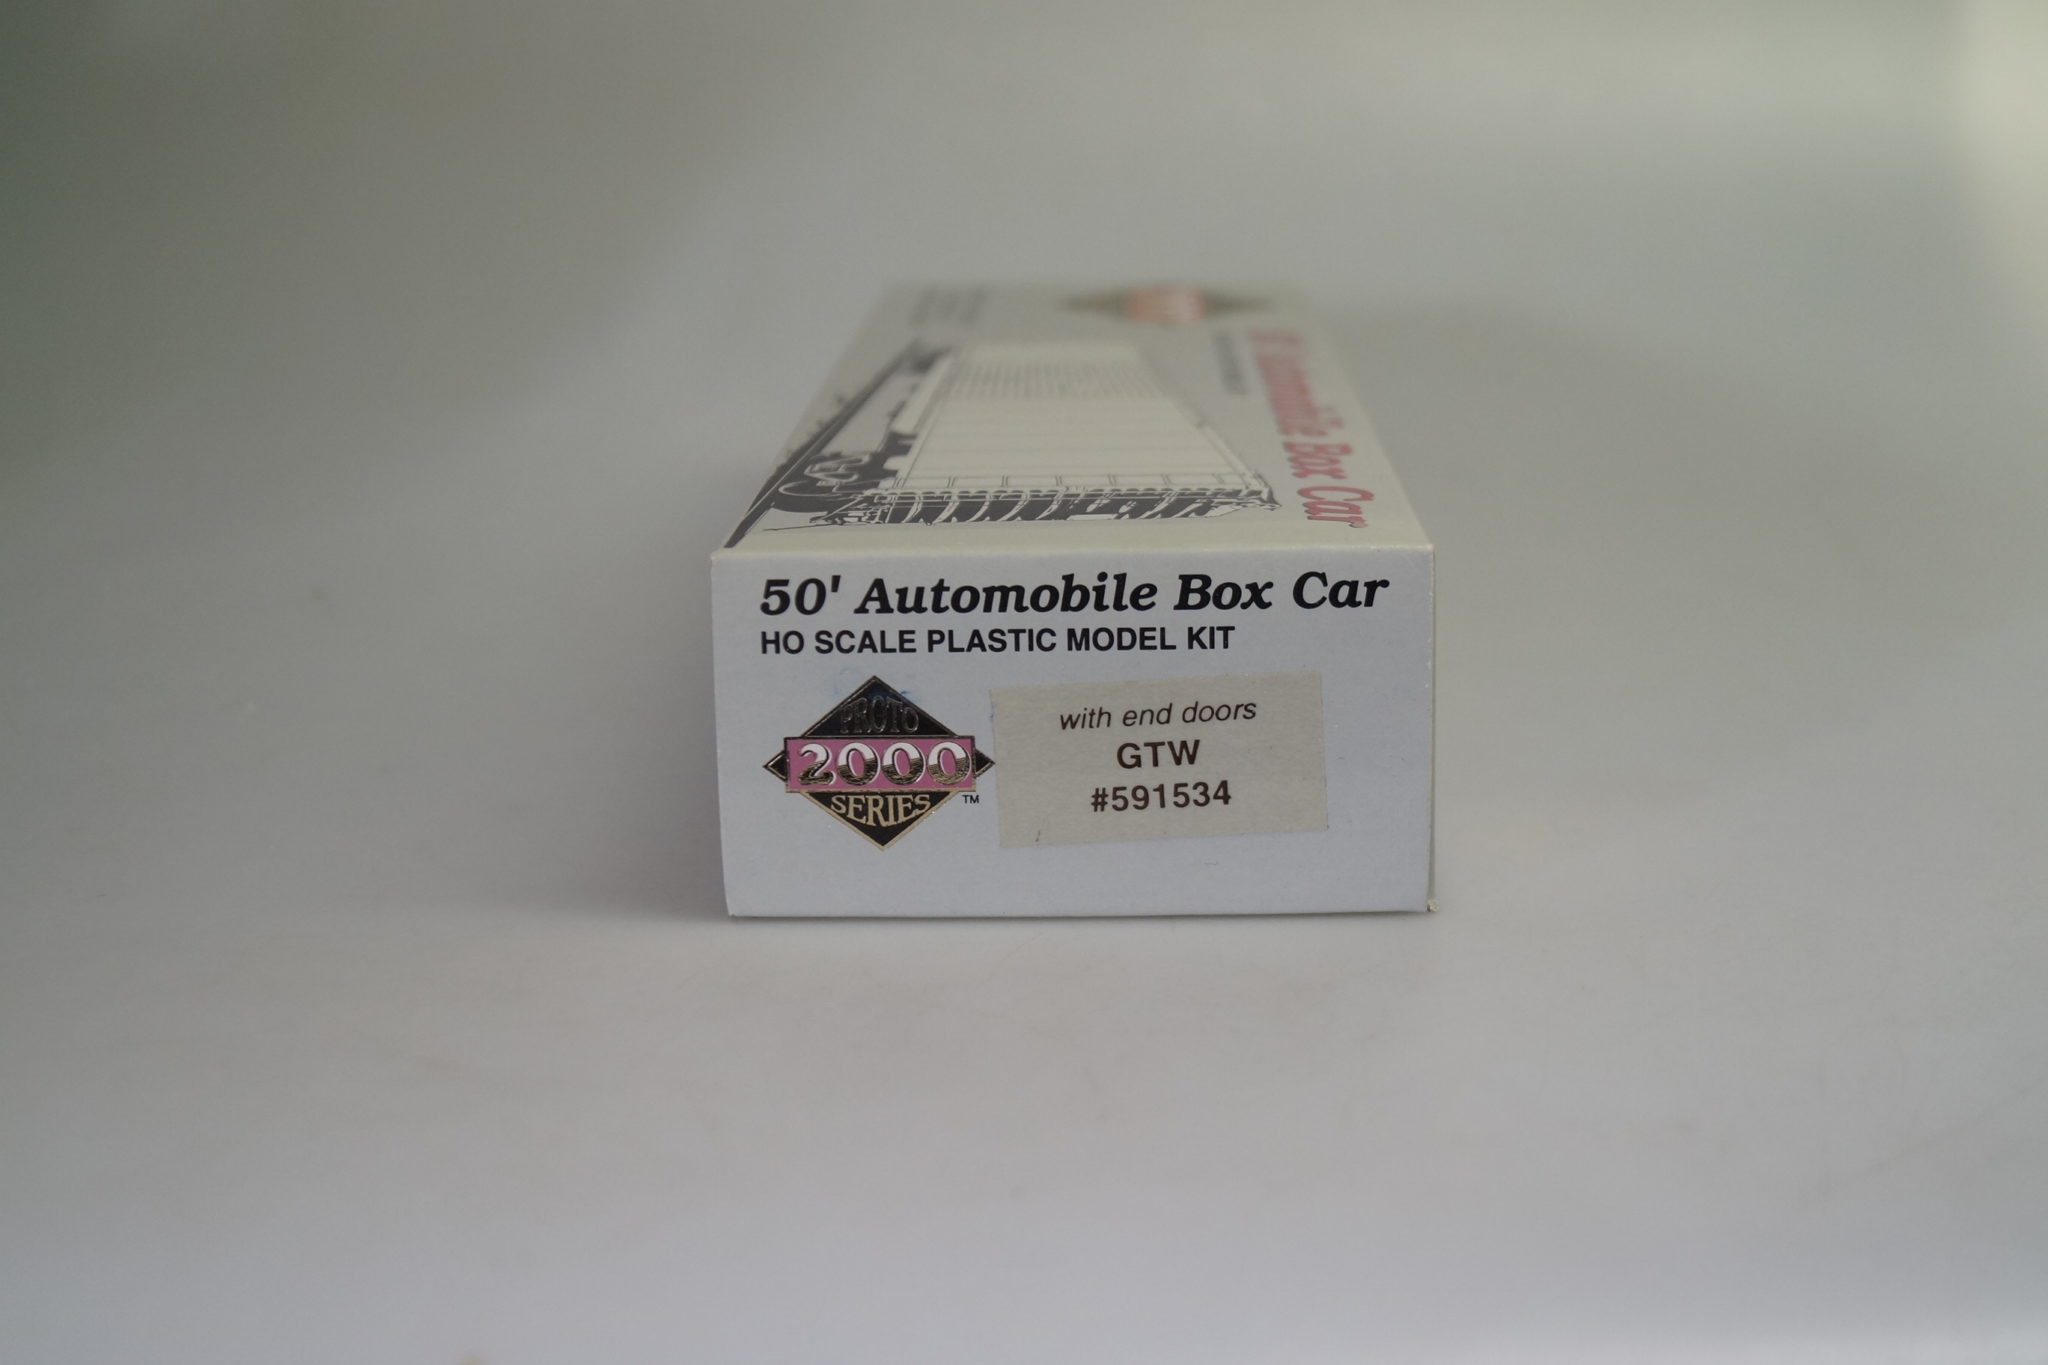 Automobile Box Car
50' Automobile Box Car
HO SCALE PLASTIC MODEL KIT
PROTO
2000
SERIES TM
with end doors
GTW
#591534